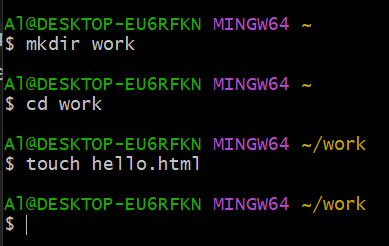 Al@DESKTOP-EU6RFKN MINGW64 ~
$ mkdir work
Al@DESKTOP-EU6RFKN MINGW64 ~
$ cd work
Al@DESKTOP-EU6RFKN MINGW64 ~/work
$ touch hello.html
Al@DESKTOP-EU6RFKN MINGW64 ~/work
$